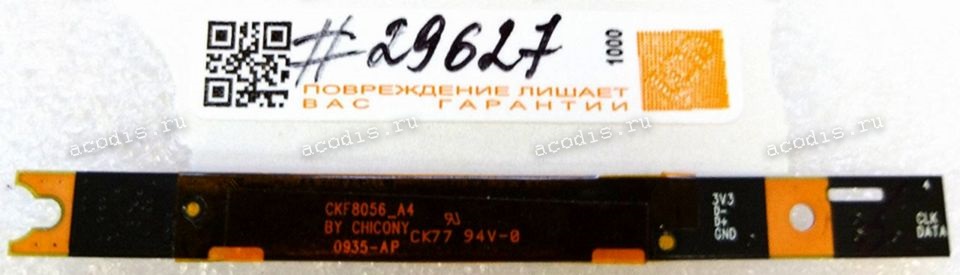 #29627
1000
ПОВРЕЖДЕНИЕ ЛИШАЕТ
ВАС ГАРАНТИИ
acodis.ru
acodis.ru
acodis.ru
acodis.ru
CKF8056_A4
BY CHICONY
CK77 94V-0
0935-AP
3V3
D-
D+
GND
4
CLK
DATA